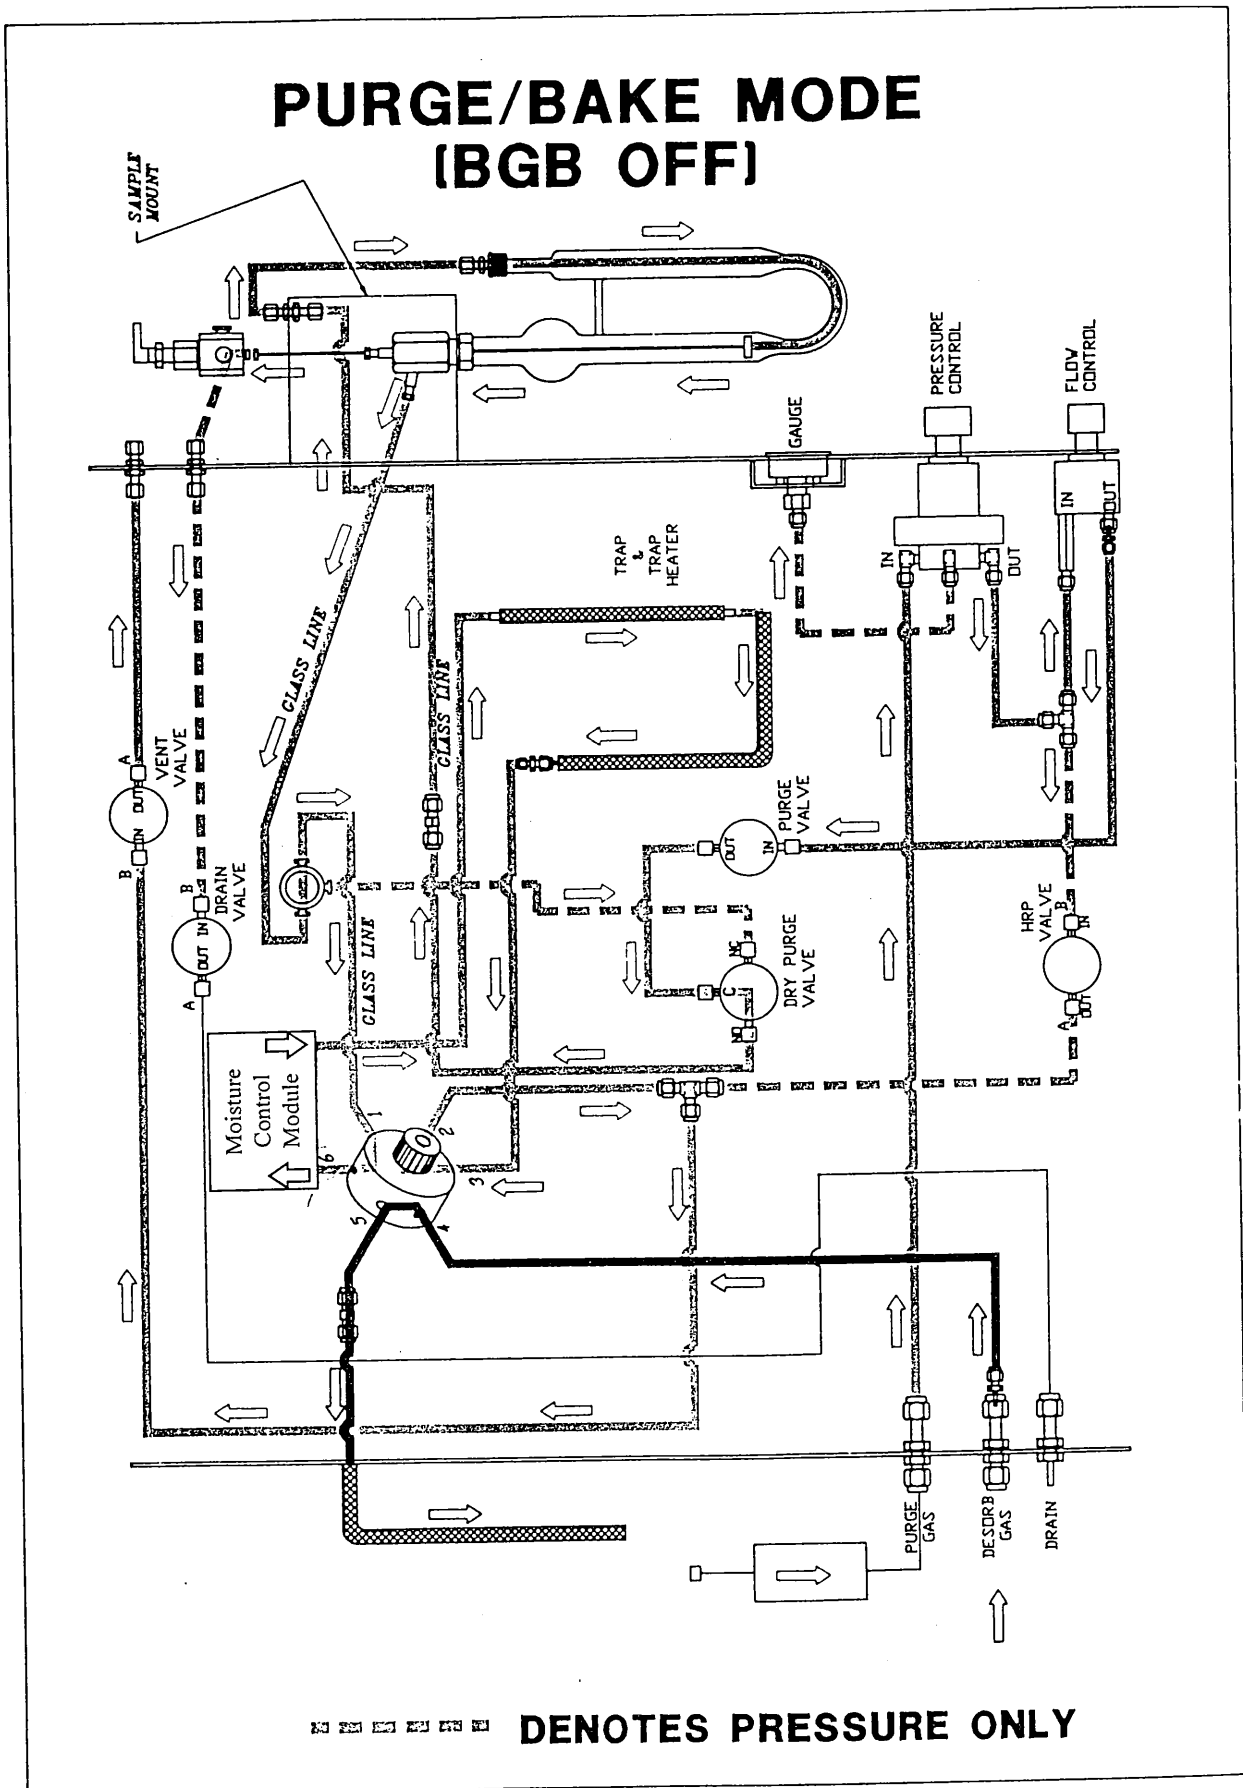 PURGE/BAKE MODE
(BGB OFF)
SAMPLE
MOUNT
PRESSURE
CONTROL
FLOW
CONTROL
GAUGE
IN
OUT
IN
OUT
TRAP
&
TRAP
HEATER
GLASS LINE
GLASS LINE
A
VENT
VALVE
IN OUT
B
B
DRAIN
VALVE
OUT IN
A
GLASS LINE
PURGE
VALVE
OUT
IN
NC
C
NO
DRY PURGE
VALVE
HRP
VALVE
B
IN
A
OUT
Moisture
Control
Module
1
2
3
4
5
6
PURGE
GAS
DESORB
GAS
DRAIN
DENOTES PRESSURE ONLY